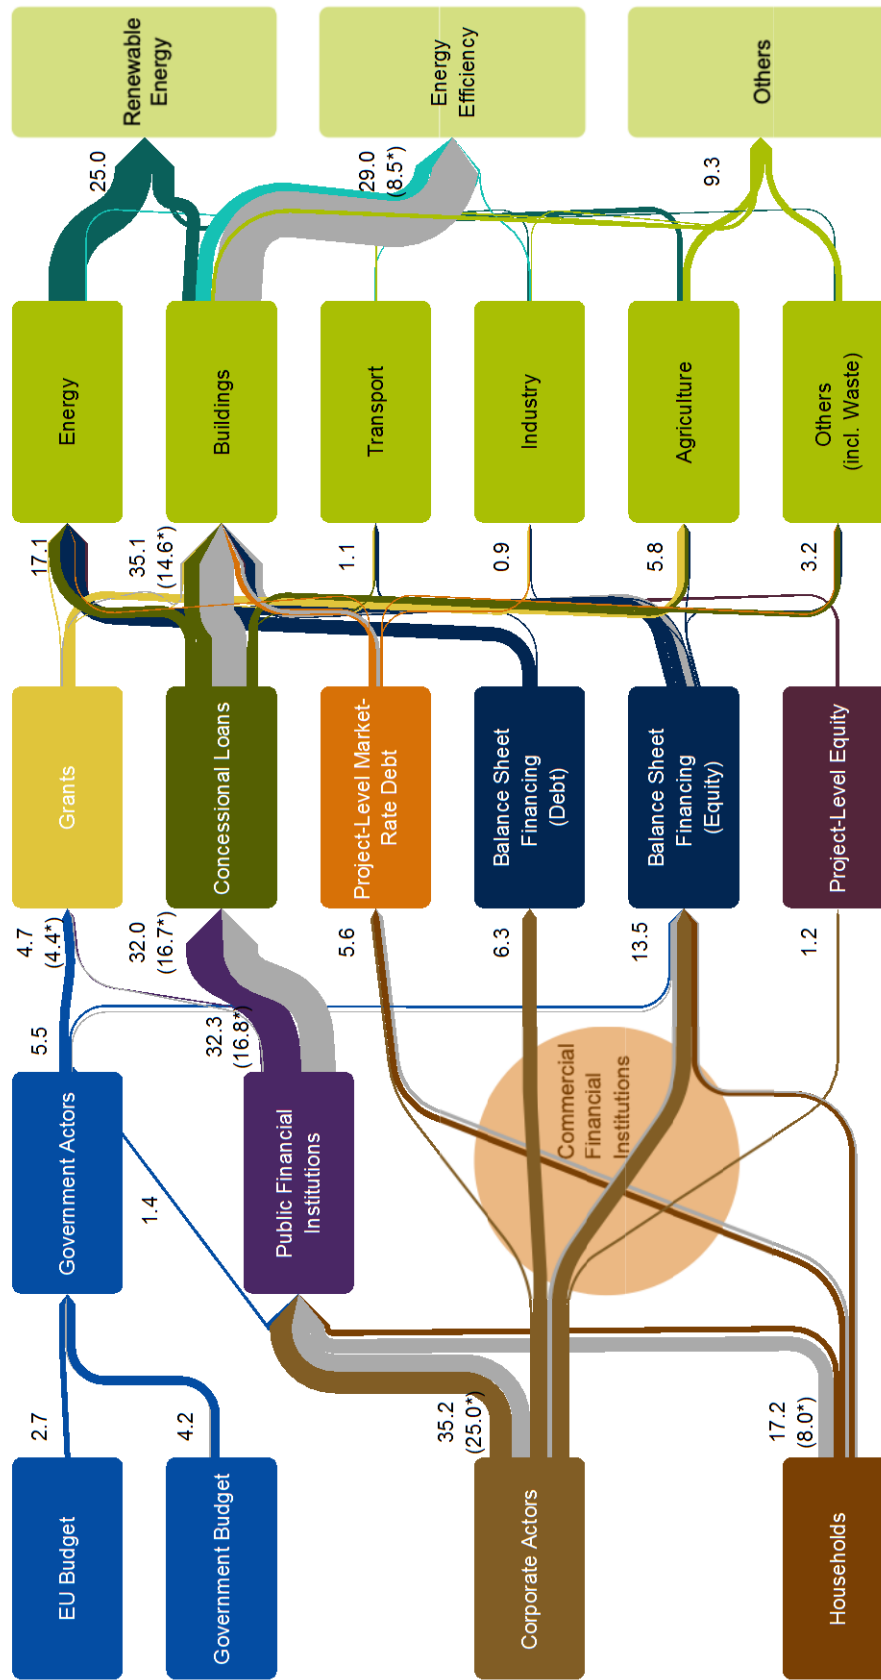 EU Budget
2.7
Government Budget
4.2
Corporate Actors
35.2
(25.0*)
Households
17.2
(8.0*)
Government Actors
5.5
1.4
Public Financial
Institutions
32.3
(16.8*)
Commercial
Financial
Institutions
Grants
4.7
(4.4*)
Concessional Loans
32.0
(16.7*)
Project-Level Market-
Rate Debt
5.6
Balance Sheet
Financing
(Debt)
6.3
Balance Sheet
Financing
(Equity)
13.5
Project-Level Equity
1.2
Energy
17.1
Buildings
35.1
(14.6*)
Transport
1.1
Industry
0.9
Agriculture
5.8
Others
(incl. Waste)
3.2
Renewable
Energy
25.0
Energy
Efficiency
29.0
(8.5*)
Others
9.3